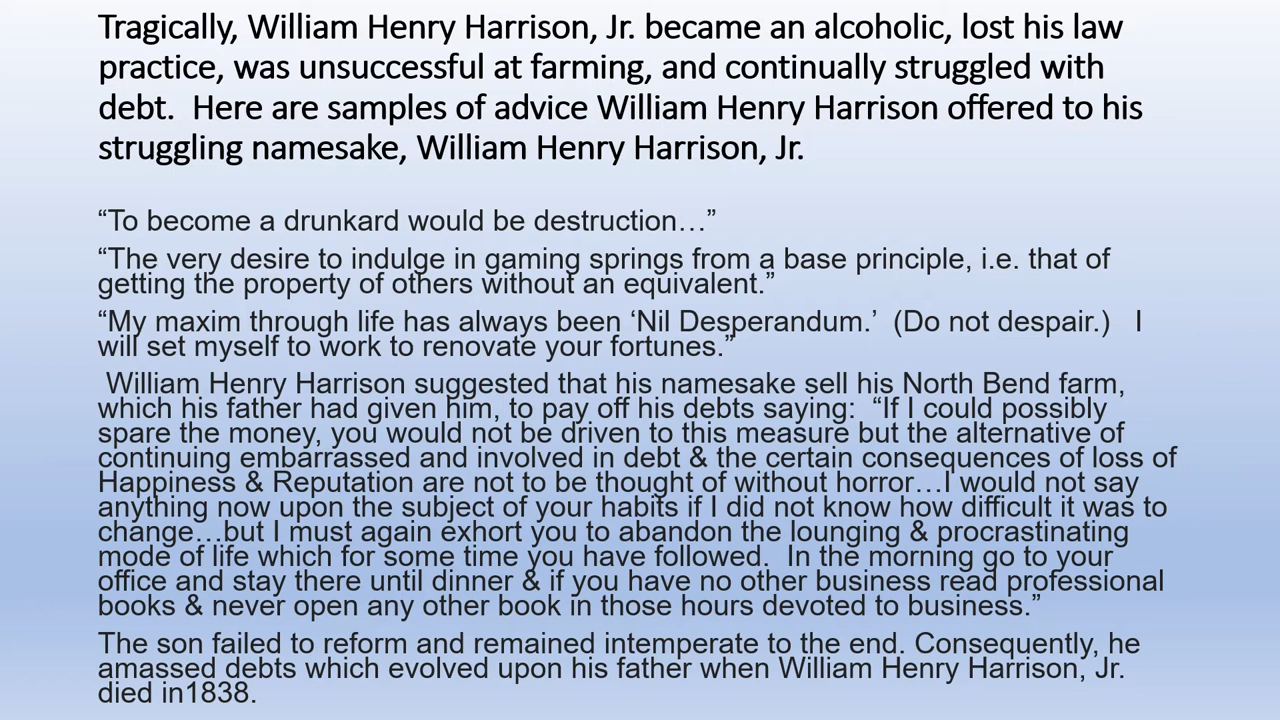 Tragically, William Henry Harrison, Jr. became an alcoholic, lost his law
practice, was unsuccessful at farming, and continually struggled with
debt.  Here are samples of advice William Henry Harrison offered to his
struggling namesake, William Henry Harrison, Jr.
“To become a drunkard would be destruction…”
“The very desire to indulge in gaming springs from a base principle, i.e. that of
getting the property of others without an equivalent.”
“My maxim through life has always been ‘Nil Desperandum.’  (Do not despair.)   I
will set myself to work to renovate your fortunes.”
William Henry Harrison suggested that his namesake sell his North Bend farm,
which his father had given him, to pay off his debts saying:  “If I could possibly
spare the money, you would not be driven to this measure but the alternative of
continuing embarrassed and involved in debt & the certain consequences of loss of
Happiness & Reputation are not to be thought of without horror…I would not say
anything now upon the subject of your habits if I did not know how difficult it was to
change…but I must again exhort you to abandon the lounging & procrastinating
mode of life which for some time you have followed.  In the morning go to your
office and stay there until dinner & if you have no other business read professional
books & never open any other book in those hours devoted to business.”
The son failed to reform and remained intemperate to the end. Consequently, he
amassed debts which evolved upon his father when William Henry Harrison, Jr.
died in1838.